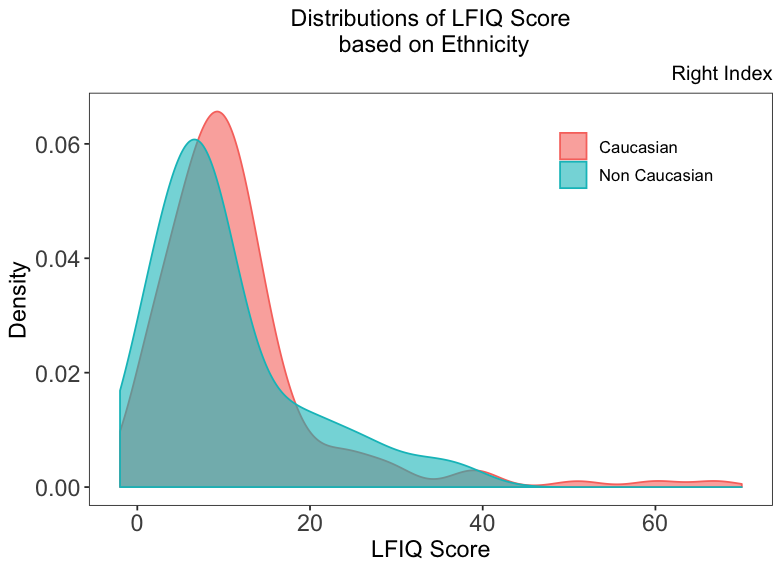 Distributions of LFIQ Score
based on Ethnicity
Right Index
Caucasian
Non Caucasian
Density
0.06
0.04
0.02
0.00
0 20 40 60
LFIQ Score